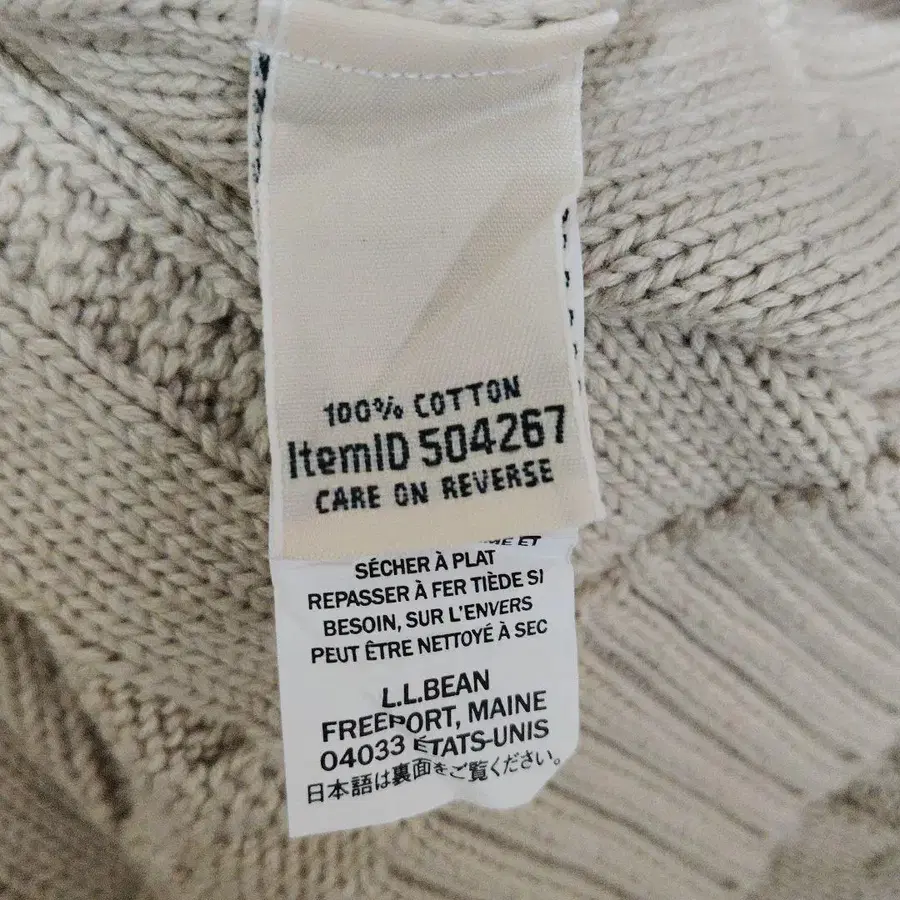 100% COTTON
ItemID 504267
CARE ON REVERSE
ET
SÉCHER À PLAT
REPASSER À FER TIÈDE SI
BESOIN, SUR L'ENVERS
PEUT ÊTRE NETTOYÉ À SEC
L.L.BEAN
FREEPORT, MAINE
04033 ÉTATS-UNIS
日本語は裏面をご覧ください。